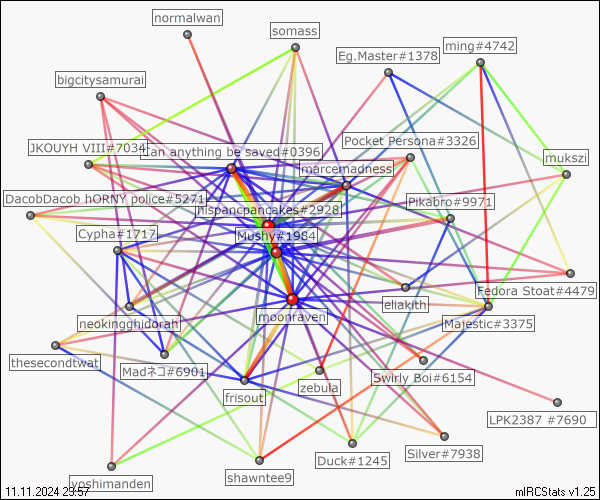 normalwan
somass
ming#4742
Eg.Master#1378
bigcitysamurai
Pocket Persona#3326
JKOUYH VIII#7034
can anything be saved#0396
mukszi
marcemadness
DacobDacob hORNY police#5271
Pikabro#9971
hispancpancakes#2928
Cypha#1717
Mushy#1984
Fedora Stoat#4479
eliakith
neokingghidorah
moonraven
Majestic#3375
thesecondtwat
Madネコ#6901
Swirly Boi#6154
zebula
frisout
LPK2387 #7690
Silver#7938
Duck#1245
shawntee9
yoshimanden
11.11.2024 23:57
mIRCStats v1.25